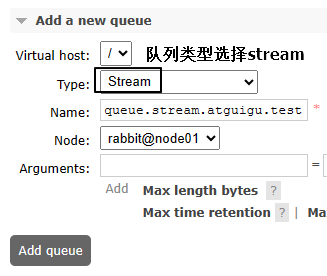 Add a new queue
Virtual host: / 队列类型选择stream
Type: Stream
Name: queue.stream.atguigu.test *
Node: rabbit@node01
Arguments: =
Add Max length bytes ?
Max time retention ? | Ma
Add queue